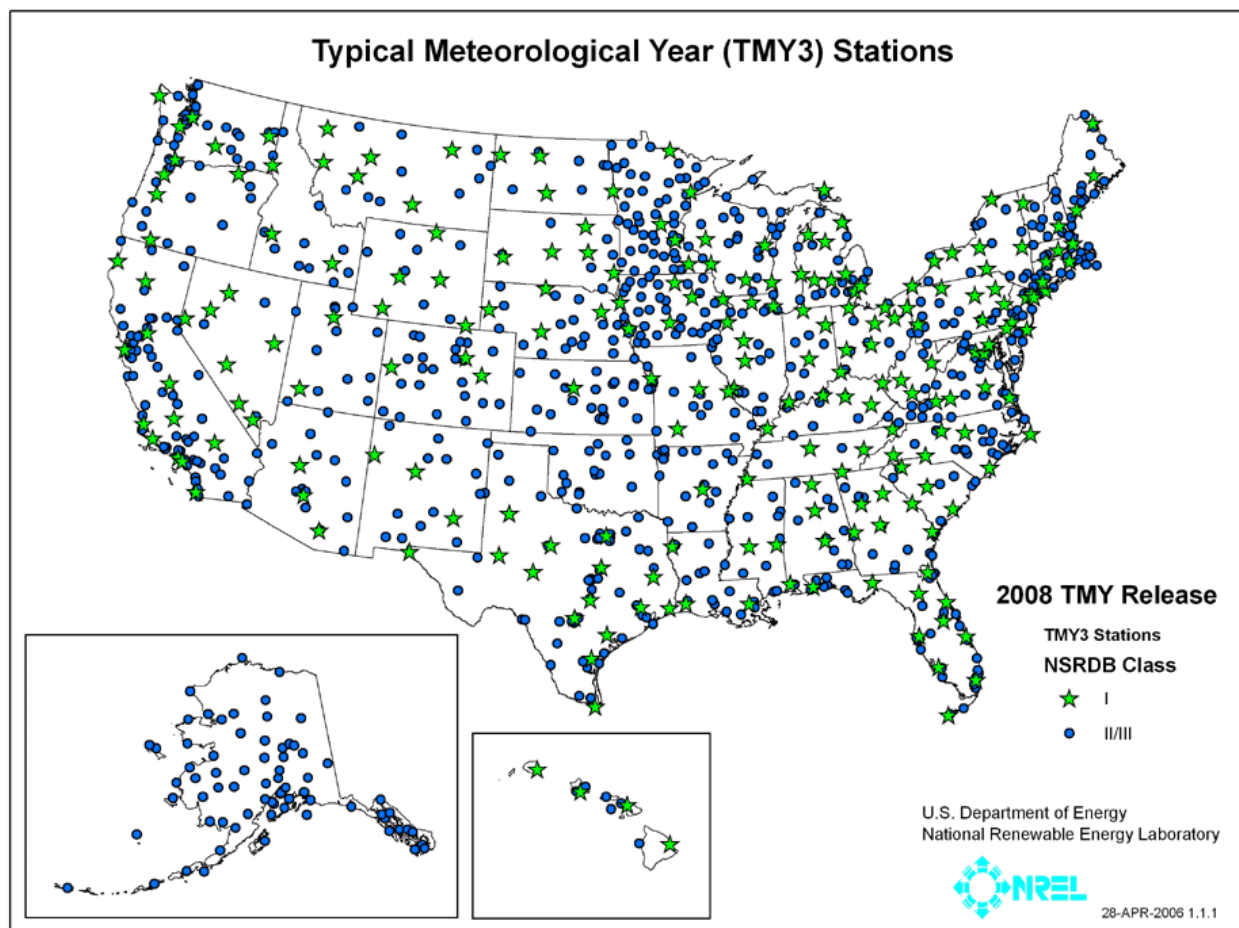 Typical Meteorological Year (TMY3) Stations
2008 TMY Release
TMY3 Stations
NSRDB Class
I
II/III
U.S. Department of Energy
National Renewable Energy Laboratory
NREL
28-APR-2006 1.1.1